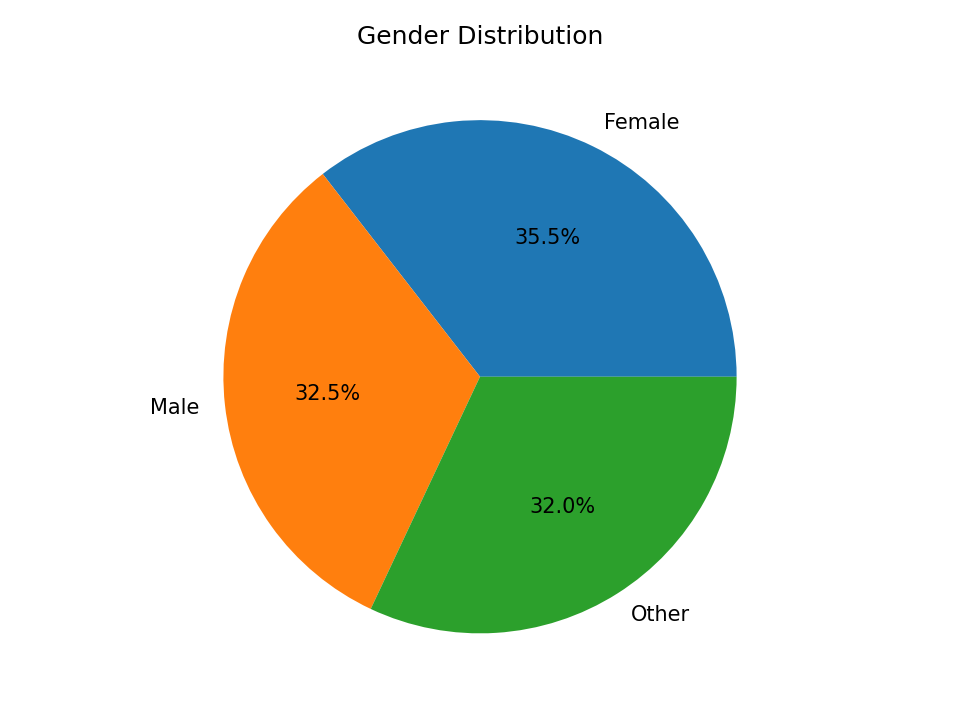 Gender Distribution
Female
35.5%
32.5%
Male
32.0%
Other